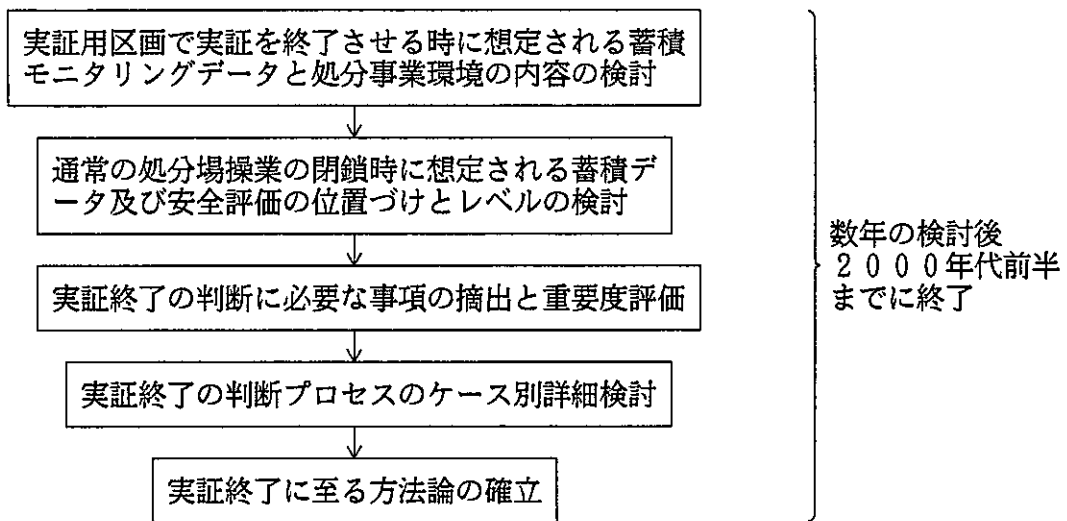 実証用区画で実証を終了させる時に想定される蓄積
モニタリングデータと処分事業環境の内容の検討
通常の処分場操業の閉鎖時に想定される蓄積デ
ータ及び安全評価の位置づけとレベルの検討
実証終了の判断に必要な事項の摘出と重要度評価
実証終了の判断プロセスのケース別詳細検討
実証終了に至る方法論の確立
数年の検討後
２０００年代前半
までに終了